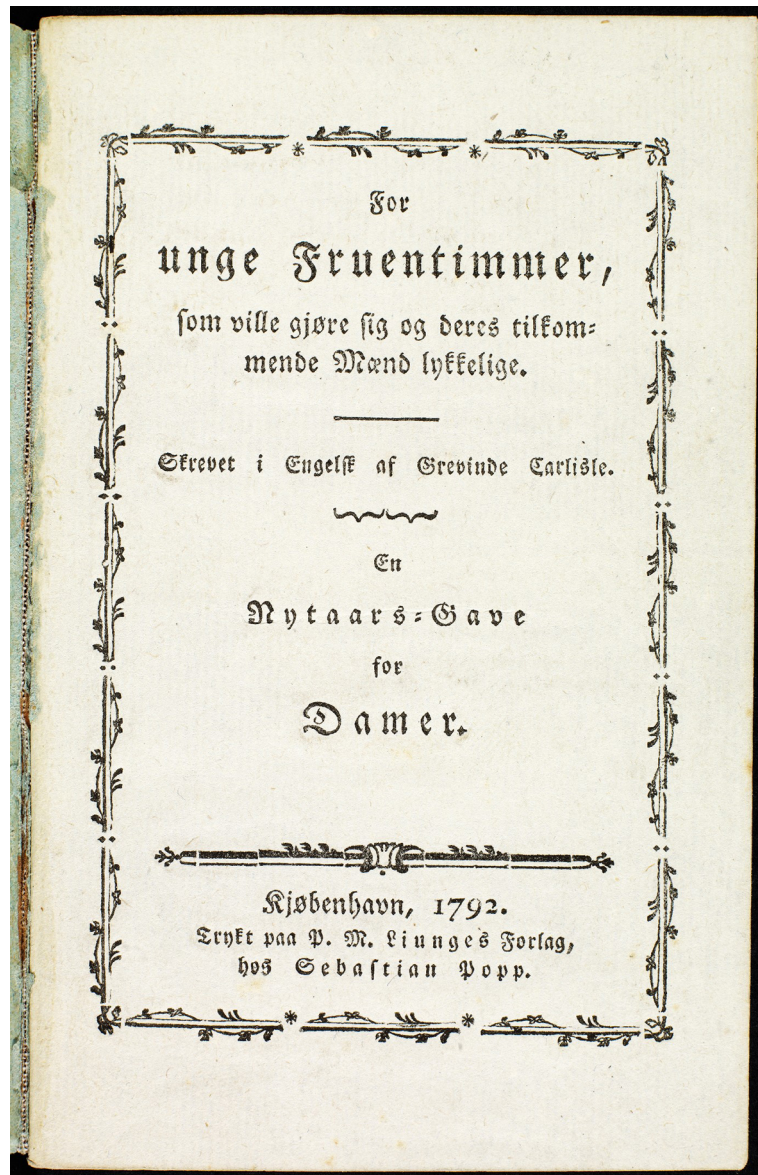 For
unge Fruentimmer,
som ville gjøre sig og deres tilkom-
mende Mænd lykkelige.
Skrevet i Engelsk af Grevinde Carlisle.
En
Nytaars-Gave
for
Damer.
Kjøbenhavn, 1792.
Trykt paa P. M. Liunges Forlag,
hos Sebastian Popp.